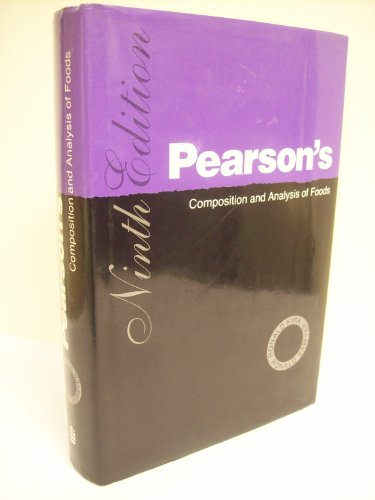 Ninth Edition
Pearson's
Composition and Analysis of Foods
Pearson's
Composition and Analysis of Foods